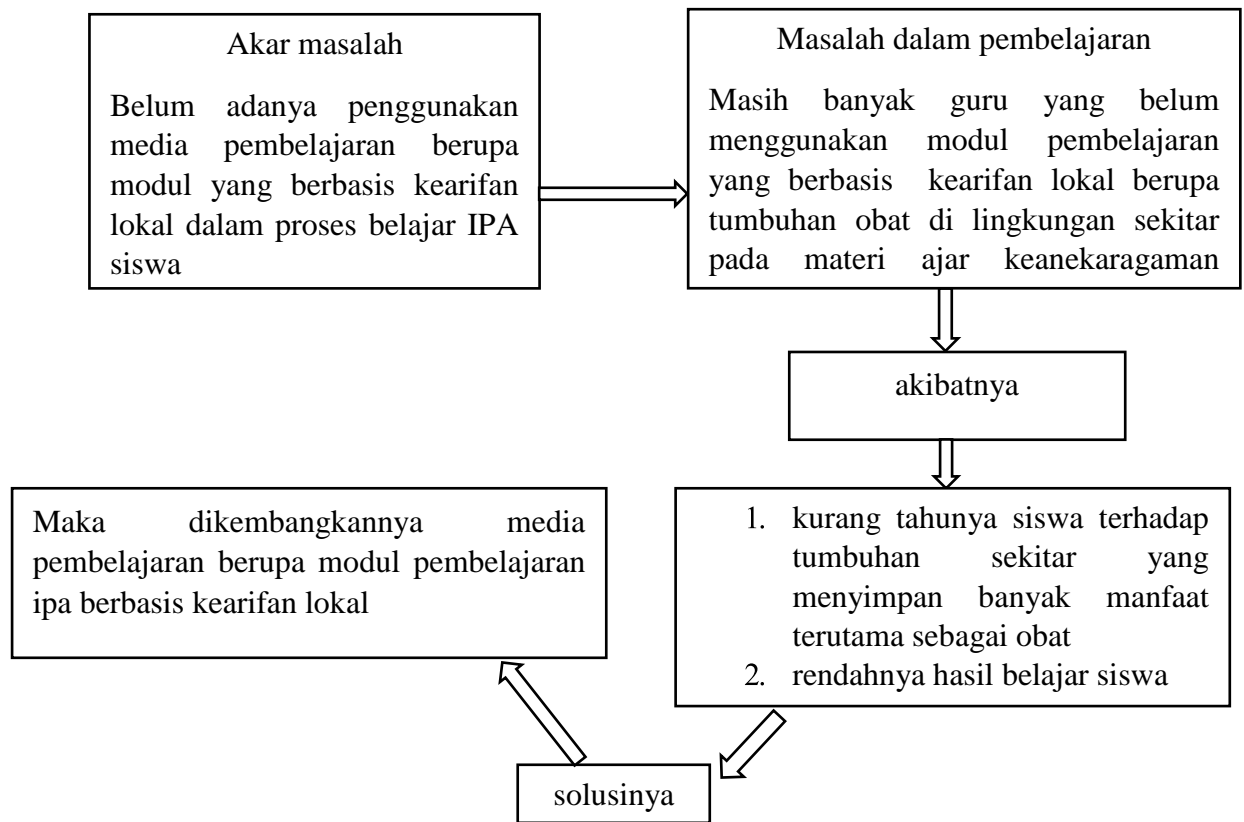 Akar masalah
Belum adanya penggunakan
media pembelajaran berupa
modul yang berbasis kearifan
lokal dalam proses belajar IPA
siswa
Masalah dalam pembelajaran
Masih banyak guru yang belum
menggunakan modul pembelajaran
yang berbasis kearifan lokal berupa
tumbuhan obat di lingkungan sekitar
pada materi ajar keanekaragaman
akibatnya
1. kurang tahunya siswa terhadap
tumbuhan sekitar yang
menyimpan banyak manfaat
terutama sebagai obat
2. rendahnya hasil belajar siswa
solusinya
Maka dikembangkannya media
pembelajaran berupa modul pembelajaran
ipa berbasis kearifan lokal